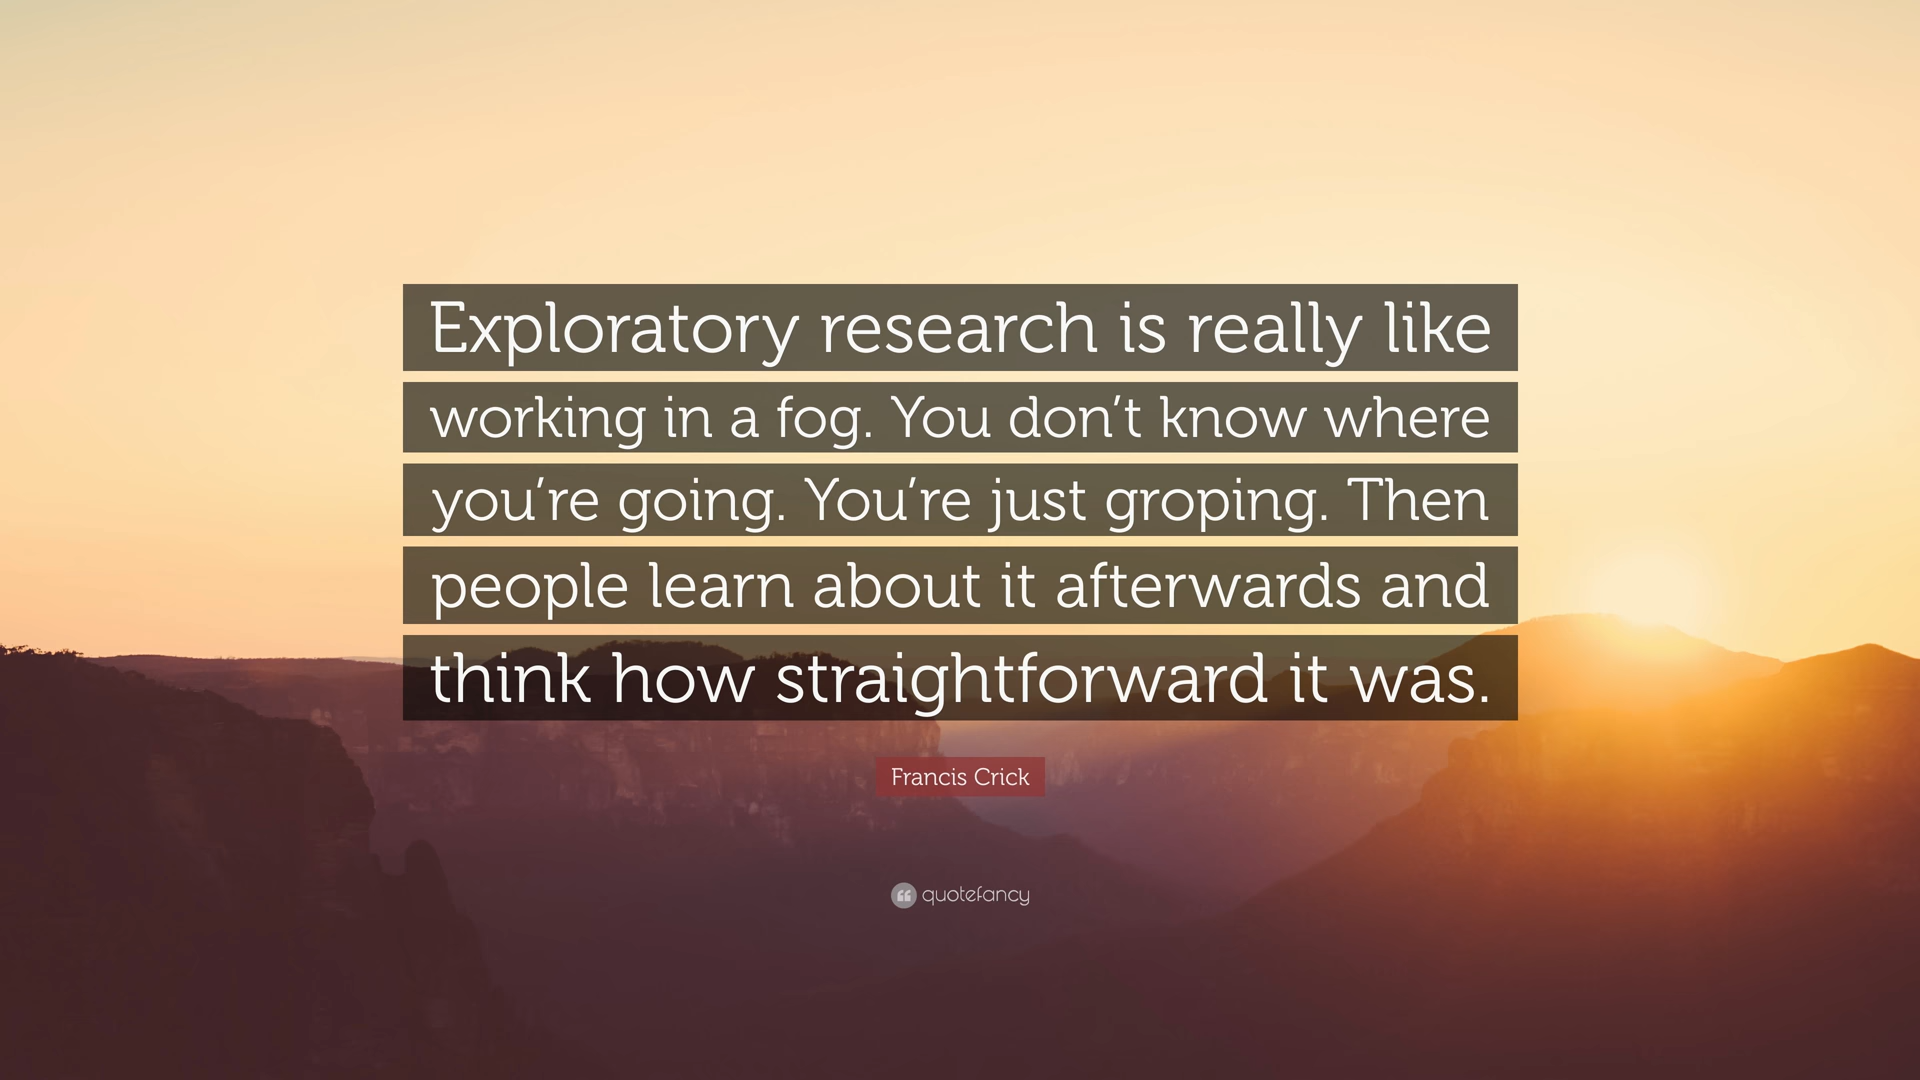 Exploratory research is really like
working in a fog. You don’t know where
you’re going. You’re just groping. Then
people learn about it afterwards and
think how straightforward it was.
Francis Crick
quotefancy